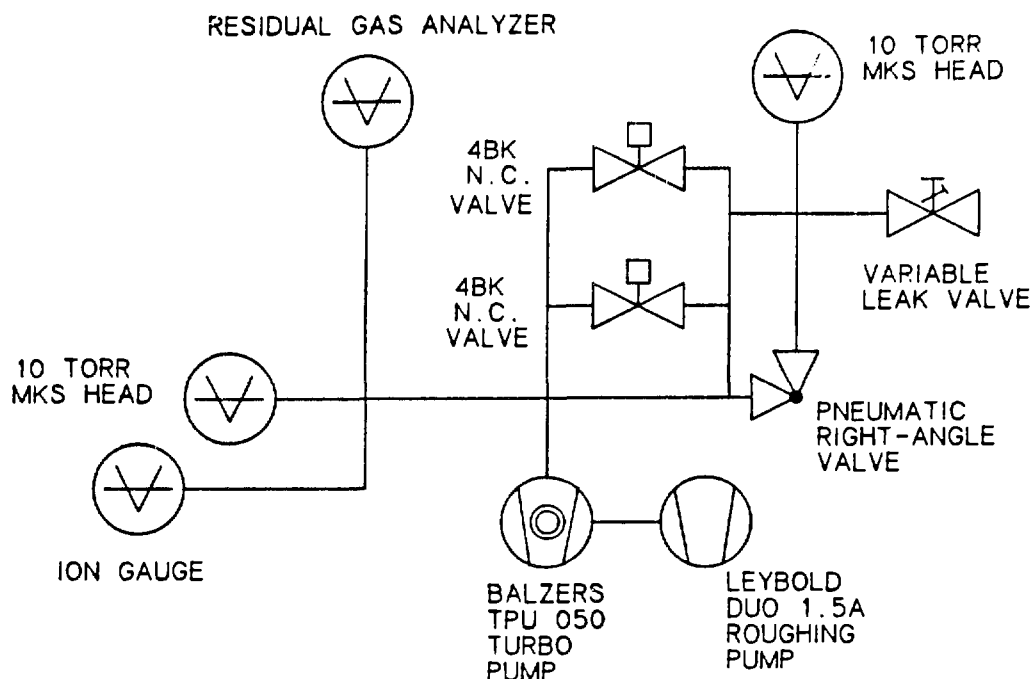 RESIDUAL GAS ANALYZER
10 TORR
MKS HEAD
4BK
N.C.
VALVE
VARIABLE
LEAK VALVE
4BK
N.C.
VALVE
10 TORR
MKS HEAD
PNEUMATIC
RIGHT-ANGLE
VALVE
ION GAUGE
BALZERS
TPU 050
TURBO
PUMP
LEYBOLD
DUO 1.5A
ROUGHING
PUMP